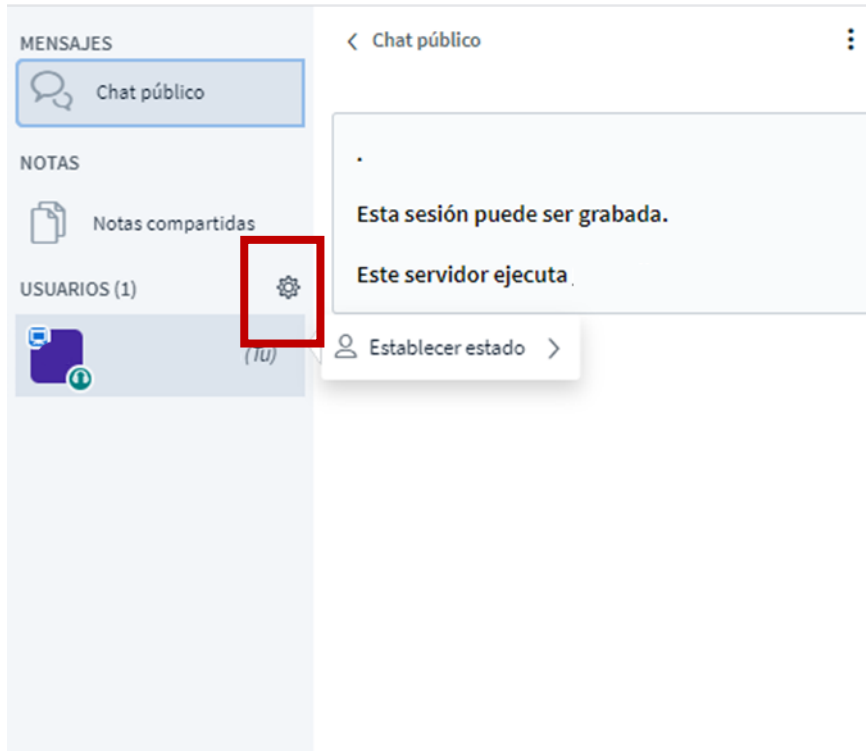 MENSAJES
Chat público
NOTAS
Notas compartidas
USUARIOS (1)
(Tú)
Chat público
.
Esta sesión puede ser grabada.
Este servidor ejecuta
Establecer estado